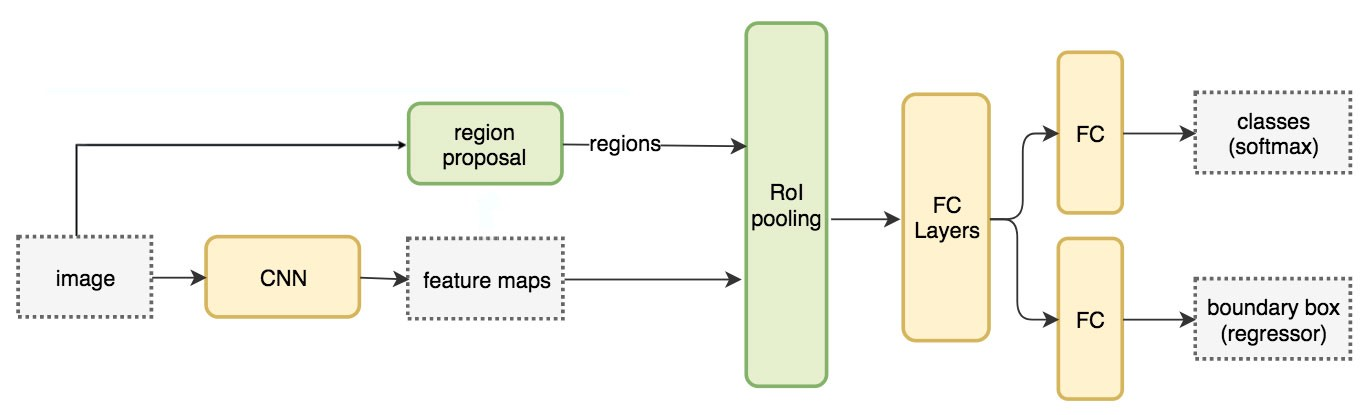 region
proposal
regions
image
CNN
feature maps
RoI
pooling
FC
Layers
FC
classes
(softmax)
FC
boundary box
(regressor)